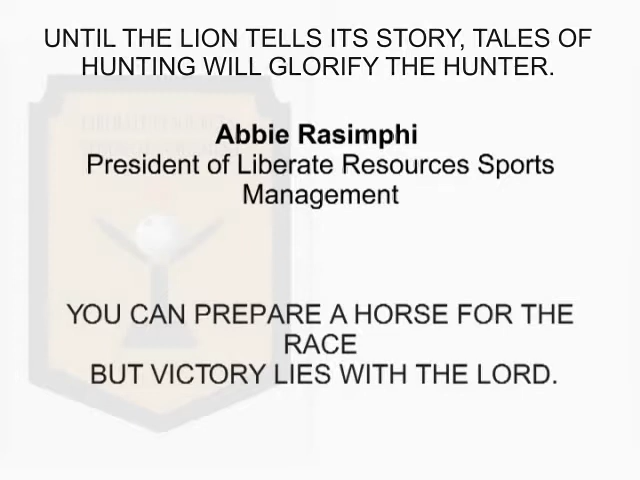 UNTIL THE LION TELLS ITS STORY, TALES OF
HUNTING WILL GLORIFY THE HUNTER.
Abbie Rasimphi
President of Liberate Resources Sports
Management
YOU CAN PREPARE A HORSE FOR THE
RACE
BUT VICTORY LIES WITH THE LORD.